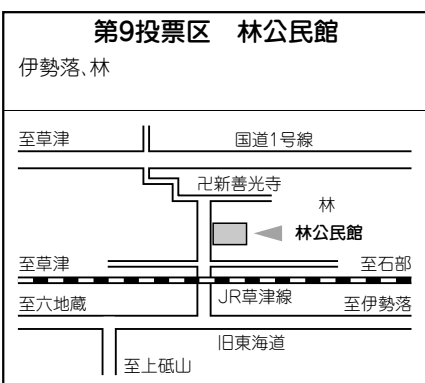 第9投票区　林公民館
伊勢落、林
至草津
国道1号線
卍新善光寺
林
林公民館
至草津
至石部
至六地蔵
JR草津線
至伊勢落
旧東海道
至上砥山